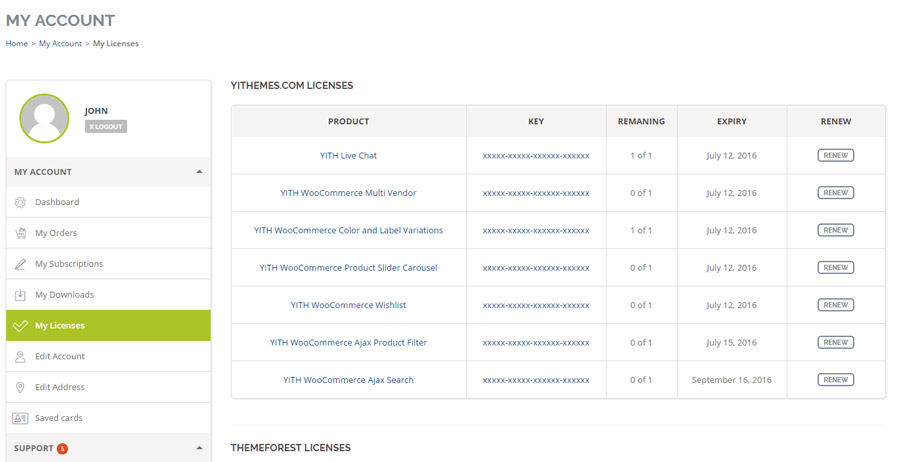 MY ACCOUNT
Home > My Account > My Licenses
JOHN
X LOGOUT
MY ACCOUNT
Dashboard
My Orders
My Subscriptions
My Downloads
My Licenses
Edit Account
Edit Address
Saved cards
SUPPORT 5
YITHEMES.COM LICENSES
PRODUCT KEY REMANING EXPIRY RENEW
YITH Live Chat xxxxx-xxxxx-xxxxxx-xxxxxx 1 of 1 July 12, 2016 RENEW
YITH WooCommerce Multi Vendor xxxxx-xxxxx-xxxxxx-xxxxxx 0 of 1 July 12, 2016 RENEW
YITH WooCommerce Color and Label Variations xxxxx-xxxxx-xxxxxx-xxxxxx 1 of 1 July 12, 2016 RENEW
YITH WooCommerce Product Slider Carousel xxxxx-xxxxx-xxxxxx-xxxxxx 0 of 1 July 12, 2016 RENEW
YITH WooCommerce Wishlist xxxxx-xxxxx-xxxxxx-xxxxxx 0 of 1 July 12, 2016 RENEW
YITH WooCommerce Ajax Product Filter xxxxx-xxxxx-xxxxxx-xxxxxx 0 of 1 July 15, 2016 RENEW
YITH WooCommerce Ajax Search xxxxx-xxxxx-xxxxxx-xxxxxx 0 of 1 September 16, 2016 RENEW
THEMEFOREST LICENSES